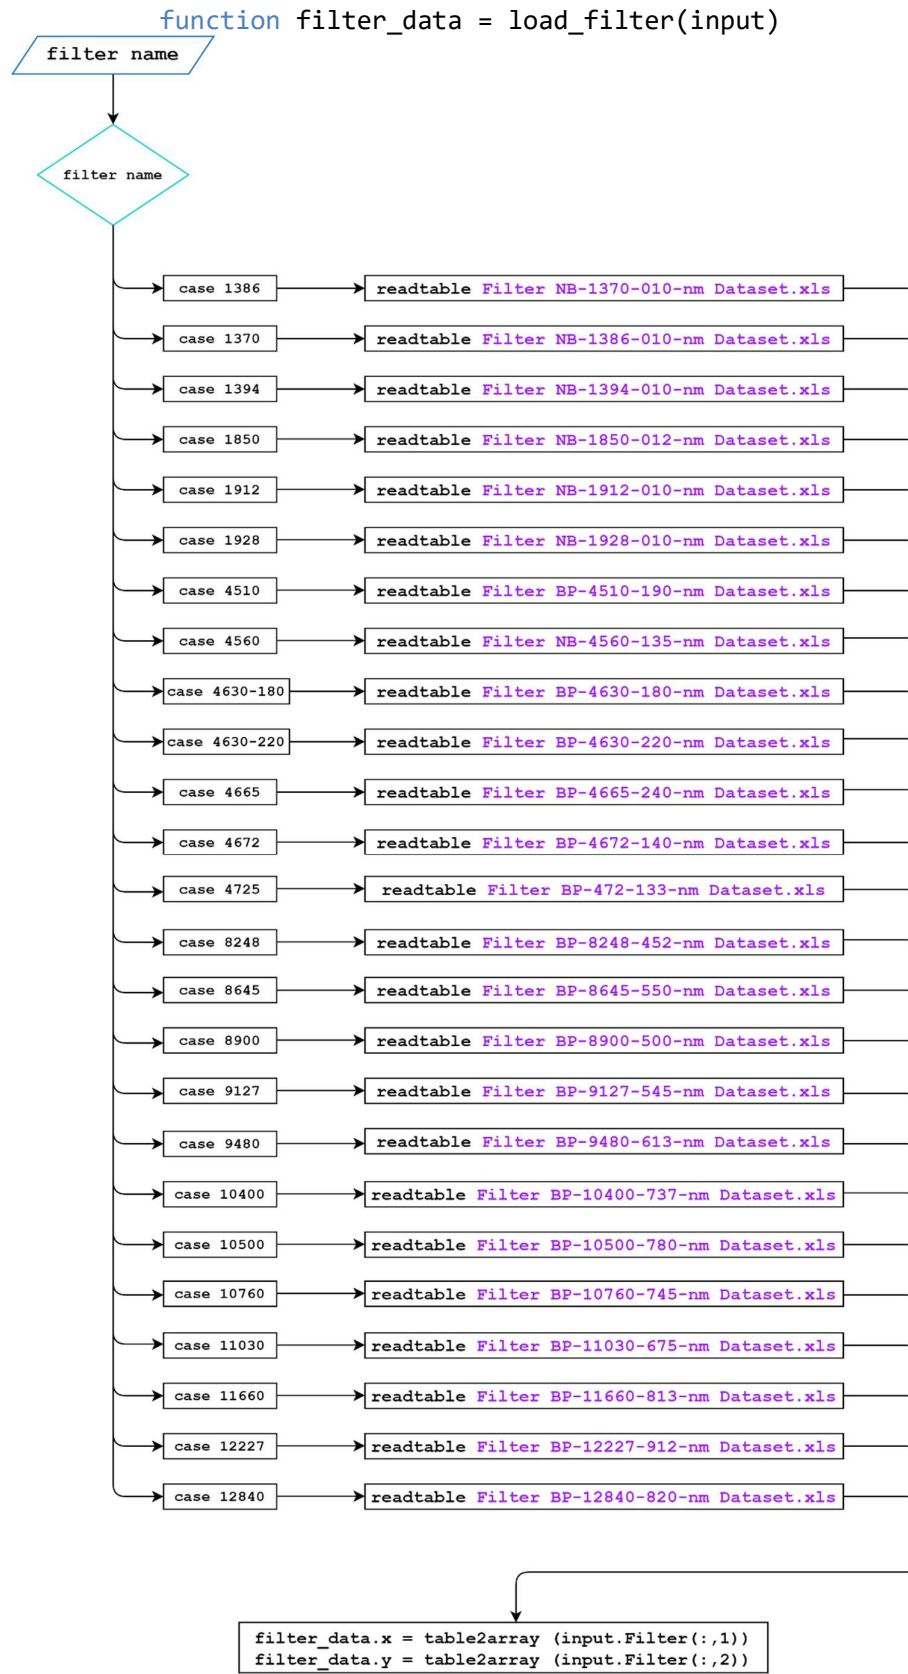 function filter_data = load_filter(input)
filter name
filter name
case 1386 readtable Filter NB-1370-010-nm Dataset.xls
case 1370 readtable Filter NB-1386-010-nm Dataset.xls
case 1394 readtable Filter NB-1394-010-nm Dataset.xls
case 1850 readtable Filter NB-1850-012-nm Dataset.xls
case 1912 readtable Filter NB-1912-010-nm Dataset.xls
case 1928 readtable Filter NB-1928-010-nm Dataset.xls
case 4510 readtable Filter BP-4510-190-nm Dataset.xls
case 4560 readtable Filter NB-4560-135-nm Dataset.xls
case 4630-180 readtable Filter BP-4630-180-nm Dataset.xls
case 4630-220 readtable Filter BP-4630-220-nm Dataset.xls
case 4665 readtable Filter BP-4665-240-nm Dataset.xls
case 4672 readtable Filter BP-4672-140-nm Dataset.xls
case 4725 readtable Filter BP-472-133-nm Dataset.xls
case 8248 readtable Filter BP-8248-452-nm Dataset.xls
case 8645 readtable Filter BP-8645-550-nm Dataset.xls
case 8900 readtable Filter BP-8900-500-nm Dataset.xls
case 9127 readtable Filter BP-9127-545-nm Dataset.xls
case 9480 readtable Filter BP-9480-613-nm Dataset.xls
case 10400 readtable Filter BP-10400-737-nm Dataset.xls
case 10500 readtable Filter BP-10500-780-nm Dataset.xls
case 10760 readtable Filter BP-10760-745-nm Dataset.xls
case 11030 readtable Filter BP-11030-675-nm Dataset.xls
case 11660 readtable Filter BP-11660-813-nm Dataset.xls
case 12227 readtable Filter BP-12227-912-nm Dataset.xls
case 12840 readtable Filter BP-12840-820-nm Dataset.xls
filter_data.x = table2array (input.Filter(:,1))
filter_data.y = table2array (input.Filter(:,2))